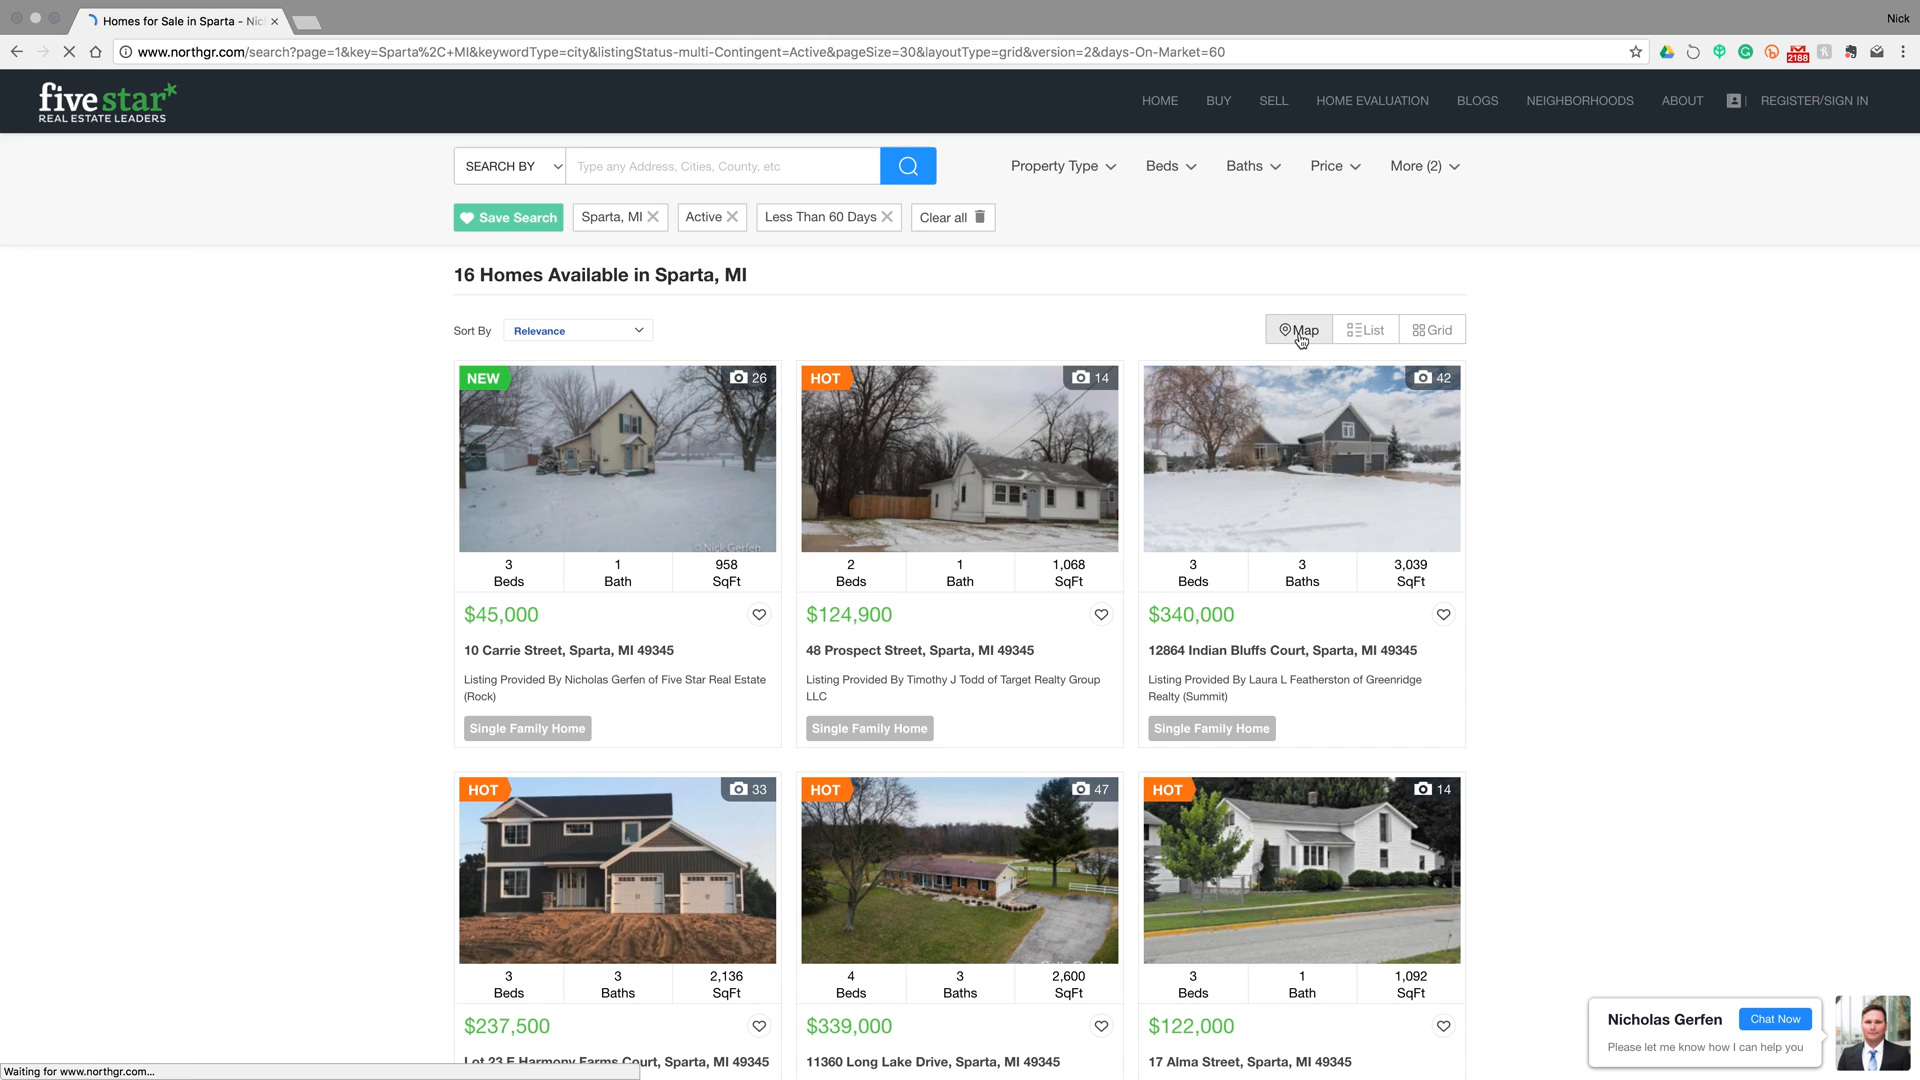 Homes for Sale in Sparta - Nic
Nick
www.northgr.com/search?page=1&key=Sparta%2C+MI&keywordType=city&listingStatus-multi-Contingent=Active&pageSize=30&layoutType=grid&version=2&days-On-Market=60
2188
five star
REAL ESTATE LEADERS
HOME BUY SELL HOME EVALUATION BLOGS NEIGHBORHOODS ABOUT | REGISTER/SIGN IN
SEARCH BY Type any Address, Cities, County, etc Property Type Beds Baths Price More (2)
Save Search Sparta, MI Active Less Than 60 Days Clear all
16 Homes Available in Sparta, MI
Sort By Relevance Map List Grid
NEW 26 HOT 14 42
© Nick Gerfen
3 1 958 2 1 1,068 3 3 3,039
Beds Bath SqFt Beds Bath SqFt Beds Baths SqFt
$45,000 $124,900 $340,000
10 Carrie Street, Sparta, MI 49345 48 Prospect Street, Sparta, MI 49345 12864 Indian Bluffs Court, Sparta, MI 49345
Listing Provided By Nicholas Gerfen of Five Star Real Estate Listing Provided By Timothy J Todd of Target Realty Group Listing Provided By Laura L Featherston of Greenridge
(Rock) LLC Realty (Summit)
Single Family Home Single Family Home Single Family Home
HOT 33 HOT 47 HOT 14
3 3 2,136 4 3 2,600 3 1 1,092
Beds Baths SqFt Beds Baths SqFt Beds Bath SqFt
$237,500 $339,000 $122,000
Lot 23 E Harmony Farms Court, Sparta, MI 49345 11360 Long Lake Drive, Sparta, MI 49345 17 Alma Street, Sparta, MI 49345
Nicholas Gerfen Chat Now
Please let me know how I can help you
Waiting for www.northgr.com...